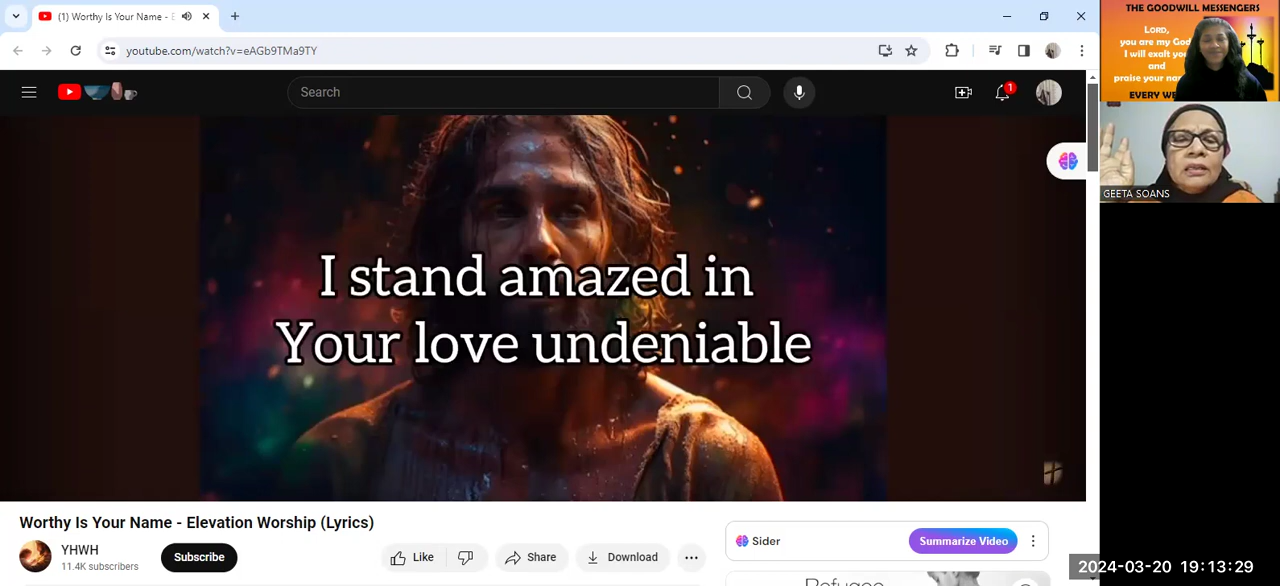 (1) Worthy Is Your Name - E
youtube.com/watch?v=eAGb9TMa9TY
Search
1
I stand amazed in
Your love undeniable
Worthy Is Your Name - Elevation Worship (Lyrics)
YHWH
11.4K subscribers
Subscribe
Like
Share
Download
Sider
Summarize Video
Refugee
THE GOODWILL MESSENGERS
LORD,
you are my God
I will exalt yo
and
praise your na
EVERY WE
GEETA SOANS
2024-03-20 19:13:29